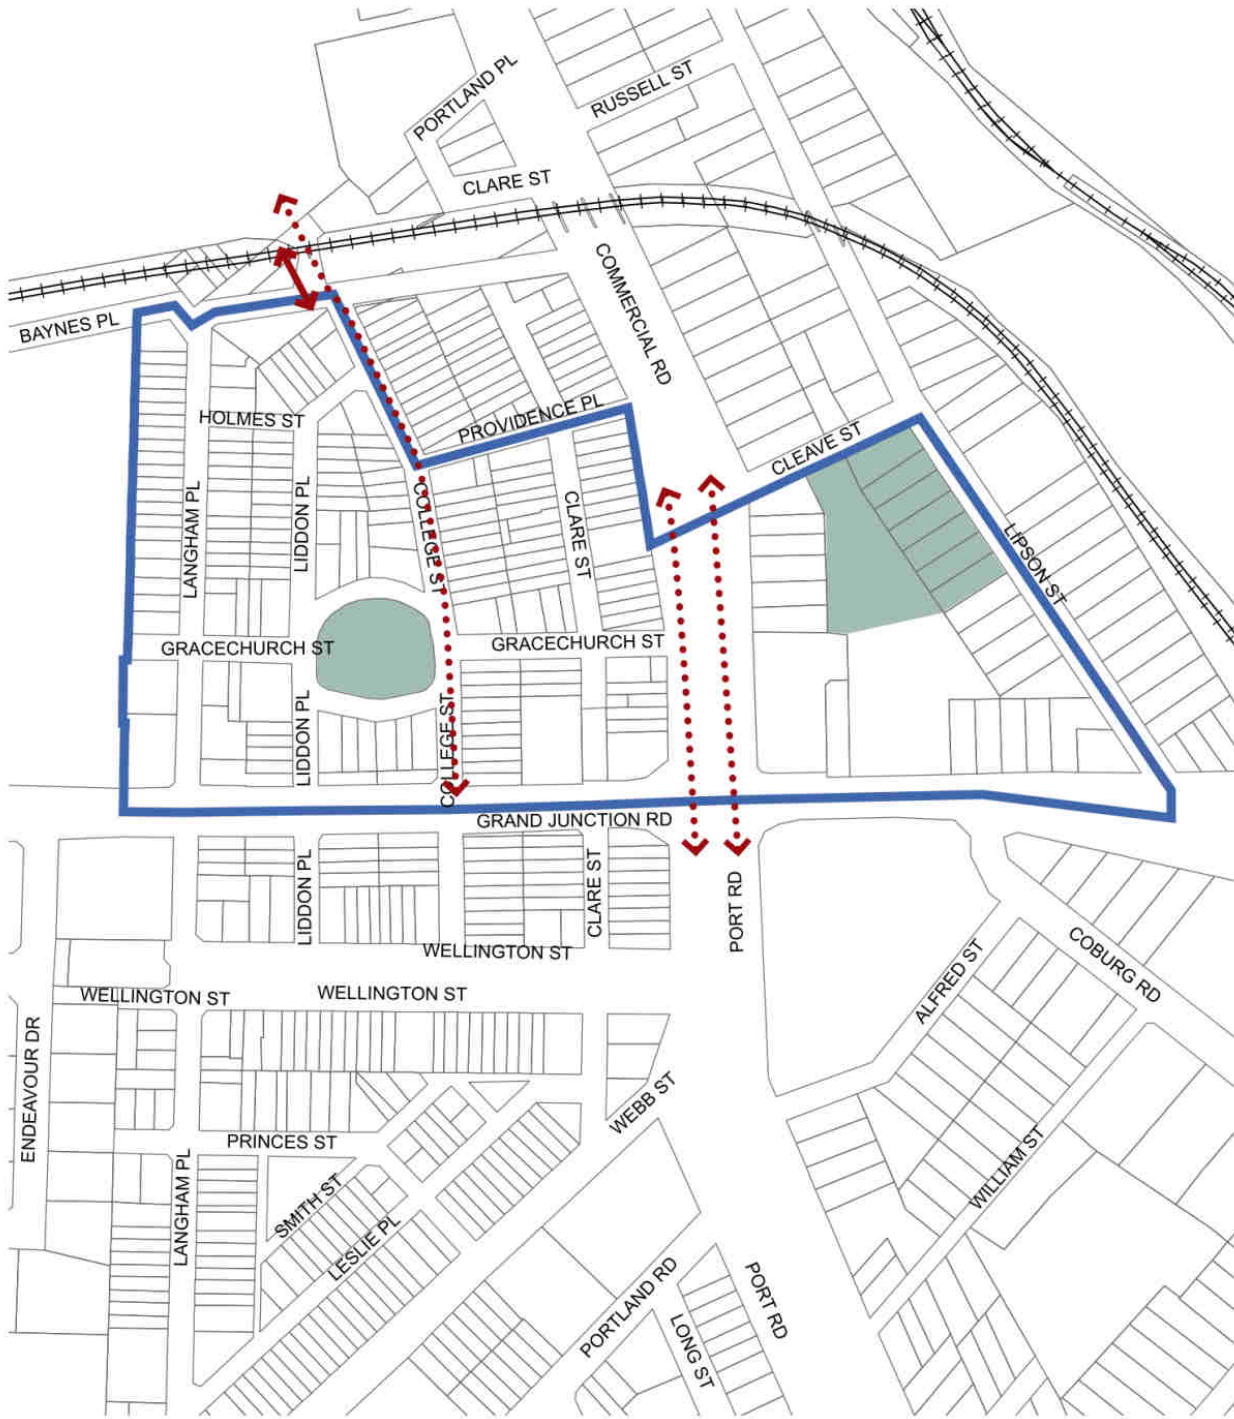 PORTLAND PL
RUSSELL ST
CLARE ST
BAYNES PL
COMMERCIAL RD
HOLMES ST
PROVIDENCE PL
CLEAVE ST
LANGHAM PL
LIDDON PL
COLLEGE ST
CLARE ST
LIPSON ST
GRACECHURCH ST
GRACECHURCH ST
LIDDON PL
COLLEGE ST
GRAND JUNCTION RD
LIDDON PL
CLARE ST
PORT RD
WELLINGTON ST
COBURG RD
ALFRED ST
WELLINGTON ST
WELLINGTON ST
ENDEAVOUR DR
WEBB ST
PRINCES ST
WILLIAM ST
LANGHAM PL
SMITH ST
LESLIE PL
PORTLAND RD
PORT RD
LONG ST